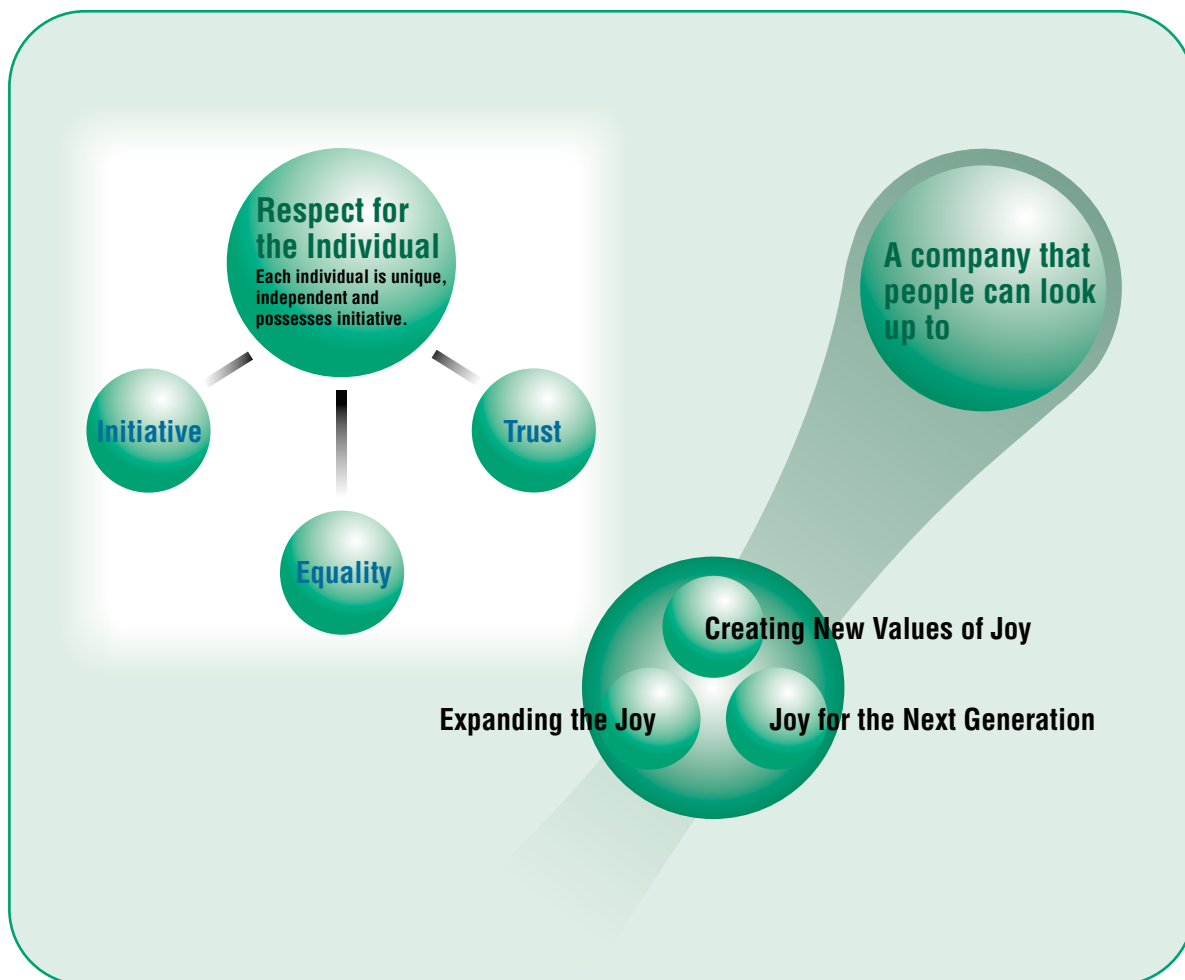 Respect for
the Individual
Each individual is unique,
independent and
possesses initiative.
Initiative
Trust
Equality
A company that
people can look
up to
Creating New Values of Joy
Expanding the Joy
Joy for the Next Generation